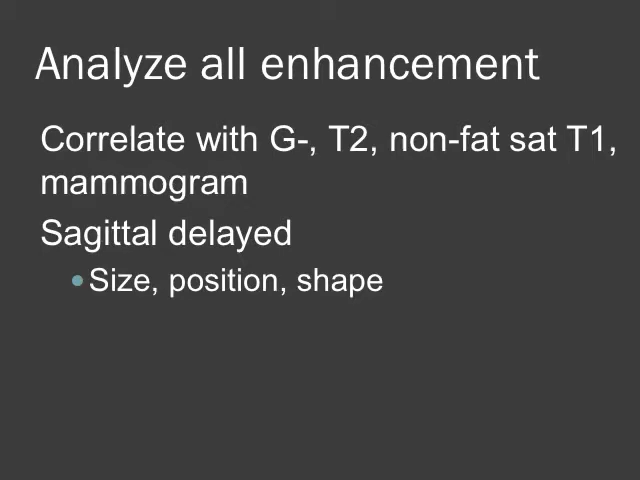 Analyze all enhancement
Correlate with G-, T2, non-fat sat T1,
mammogram
Sagittal delayed
• Size, position, shape